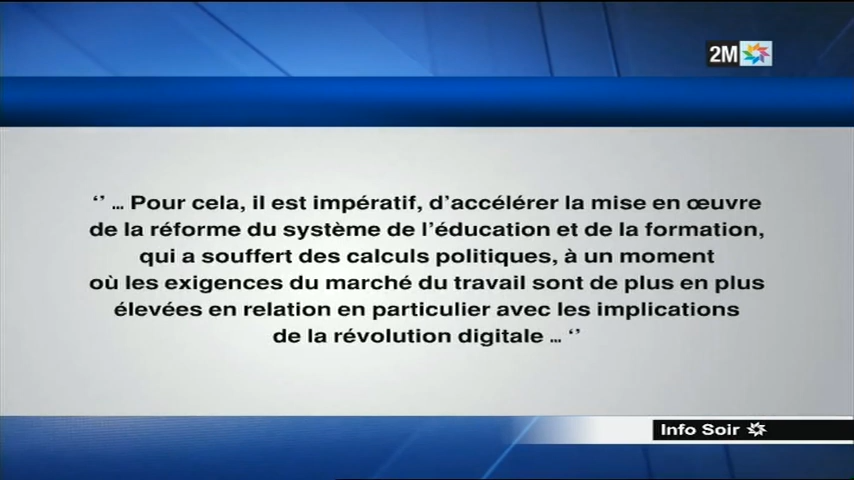 2M
‘’ ... Pour cela, il est impératif, d’accélérer la mise en œuvre
de la réforme du système de l’éducation et de la formation,
qui a souffert des calculs politiques, à un moment
où les exigences du marché du travail sont de plus en plus
élevées en relation en particulier avec les implications
de la révolution digitale ... ‘’
Info Soir